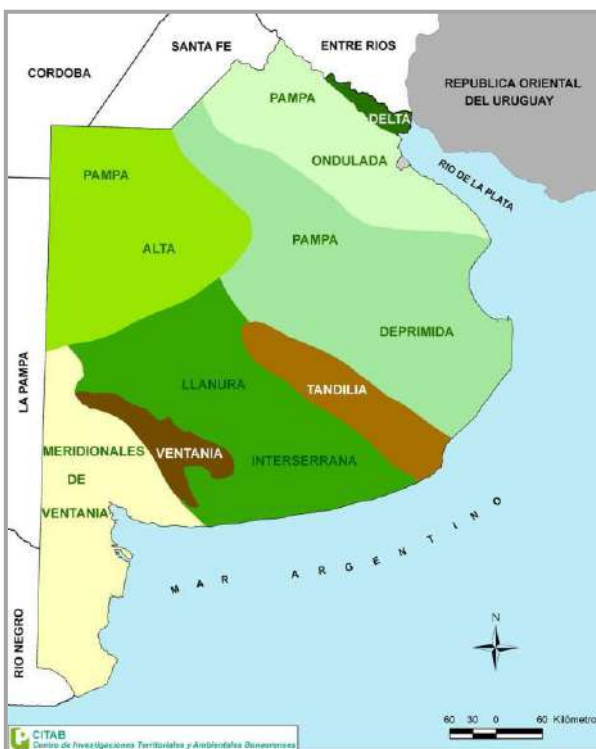 SANTA FE
ENTRE RIOS
CORDOBA
REPUBLICA ORIENTAL
DEL URUGUAY
PAMPA
DELTA
ONDULADA
RIO DE LA PLATA
PAMPA
ALTA
PAMPA
DEPRIMIDA
LA PAMPA
LLANURA
TANDILIA
MERIDIONALES
DE
VENTANIA
VENTANIA
INTERSERRANA
MAR ARGENTINO
RIO NEGRO
N
60 30 0 60 Kilómetro
CITAB
Centro de Investigaciones Territoriales y Ambientales Bonaerenses